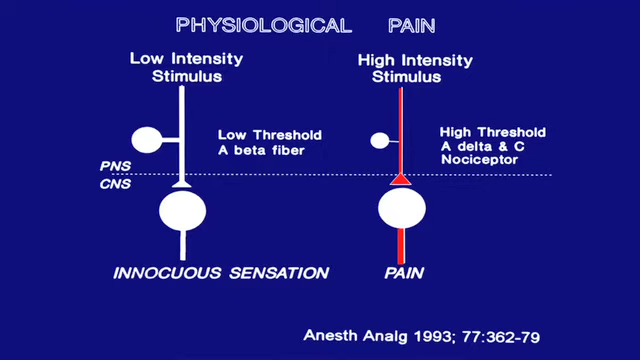 PHYSIOLOGICAL PAIN
Low Intensity
Stimulus
High Intensity
Stimulus
Low Threshold
A beta fiber
High Threshold
A delta & C
Nociceptor
PNS
CNS
INNOCUOUS SENSATION
PAIN
Anesth Analg 1993; 77:362-79